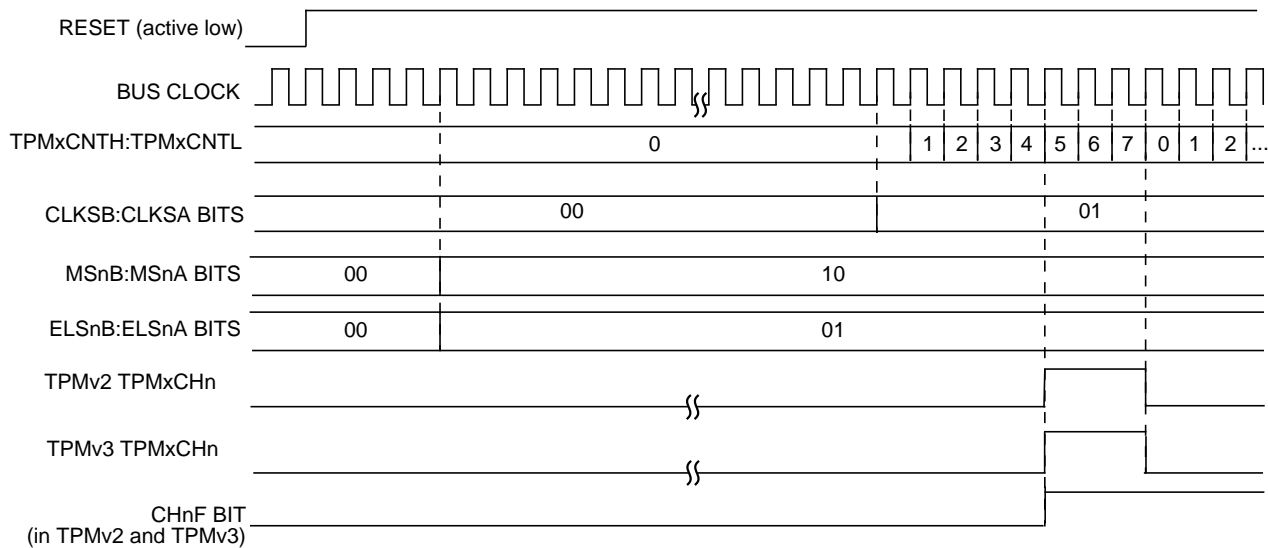 RESET (active low)
BUS CLOCK
TPMxCNTH:TPMxCNTL 0 1 2 3 4 5 6 7 0 1 2 ...
CLKSB:CLKSA BITS 00 01
MSnB:MSnA BITS 00 10
ELSnB:ELSnA BITS 00 01
TPMv2 TPMxCHn
TPMv3 TPMxCHn
CHnF BIT
(in TPMv2 and TPMv3)